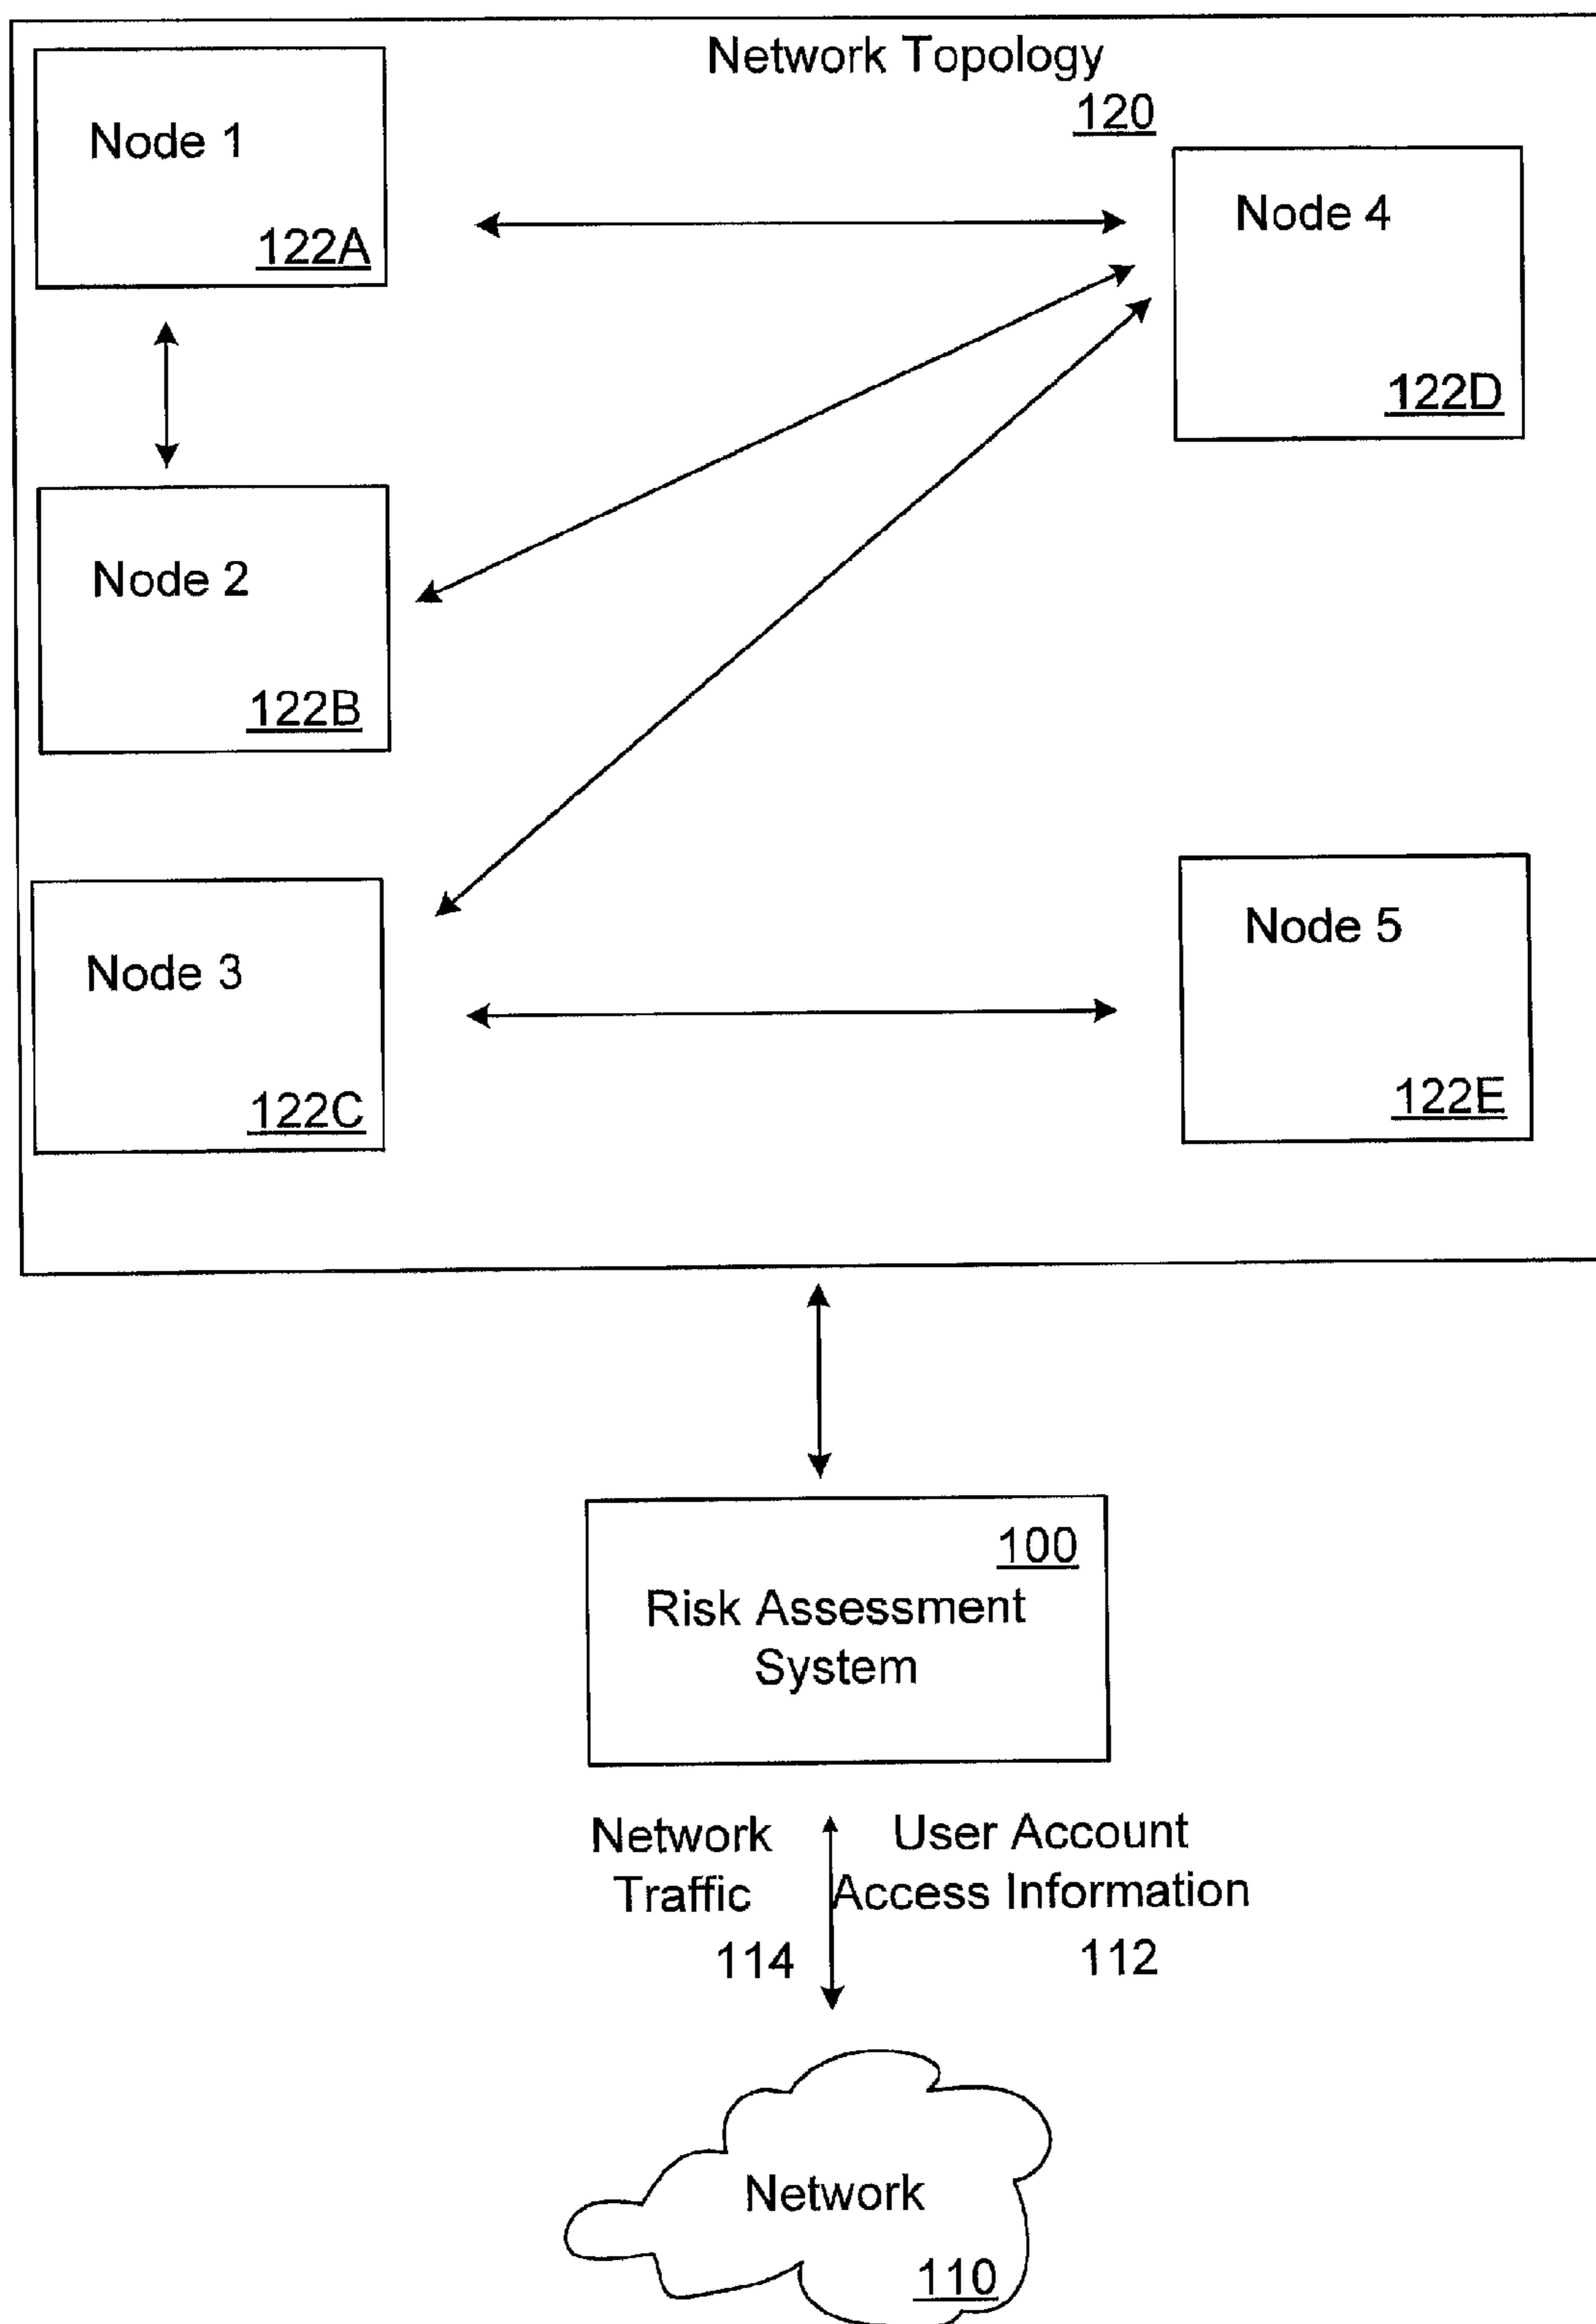 Network Topology
120
Node 1
122A
Node 4
122D
Node 2
122B
Node 3
122C
Node 5
122E
100
Risk Assessment
System
Network
Traffic
114
User Account
Access Information
112
Network
110